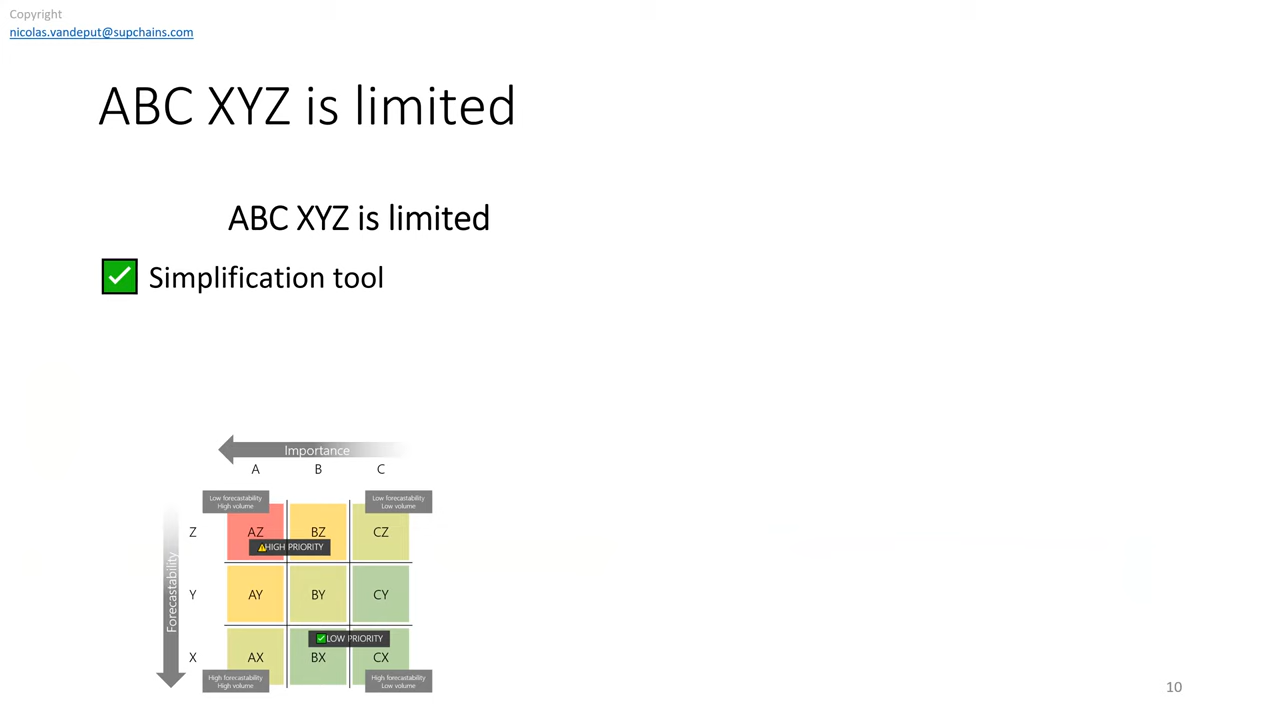 Copyright
nicolas.vandeput@supchains.com
ABC XYZ is limited
ABC XYZ is limited
Simplification tool
Importance
A B C
Low forecastability
High volume
Low forecastability
Low volume
Z AZ BZ CZ
HIGH PRIORITY
Forecastability
Y AY BY CY
LOW PRIORITY
X AX BX CX
High forecastability
High volume
High forecastability
Low volume
10